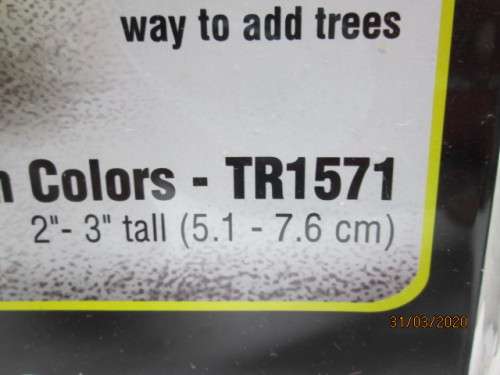 way to add trees
n Colors - TR1571
2"- 3" tall (5.1 - 7.6 cm)
31/03/2020